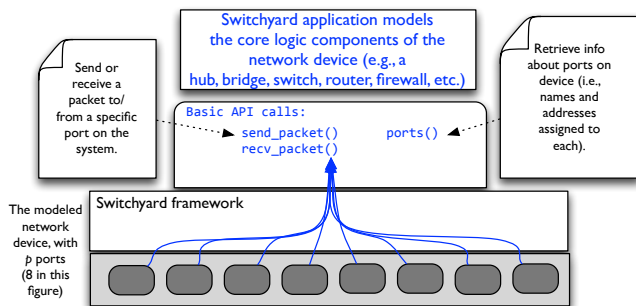 Switchyard application models
the core logic components of the
network device (e.g., a
hub, bridge, switch, router, firewall, etc.)
Send or
receive a
packet to/
from a specific
port on the
system.
Retrieve info
about ports on
device (i.e.,
names and
addresses
assigned to
each).
Basic API calls:
send_packet()
recv_packet()
ports()
Switchyard framework
The modeled
network
device, with
p ports
(8 in this
figure)